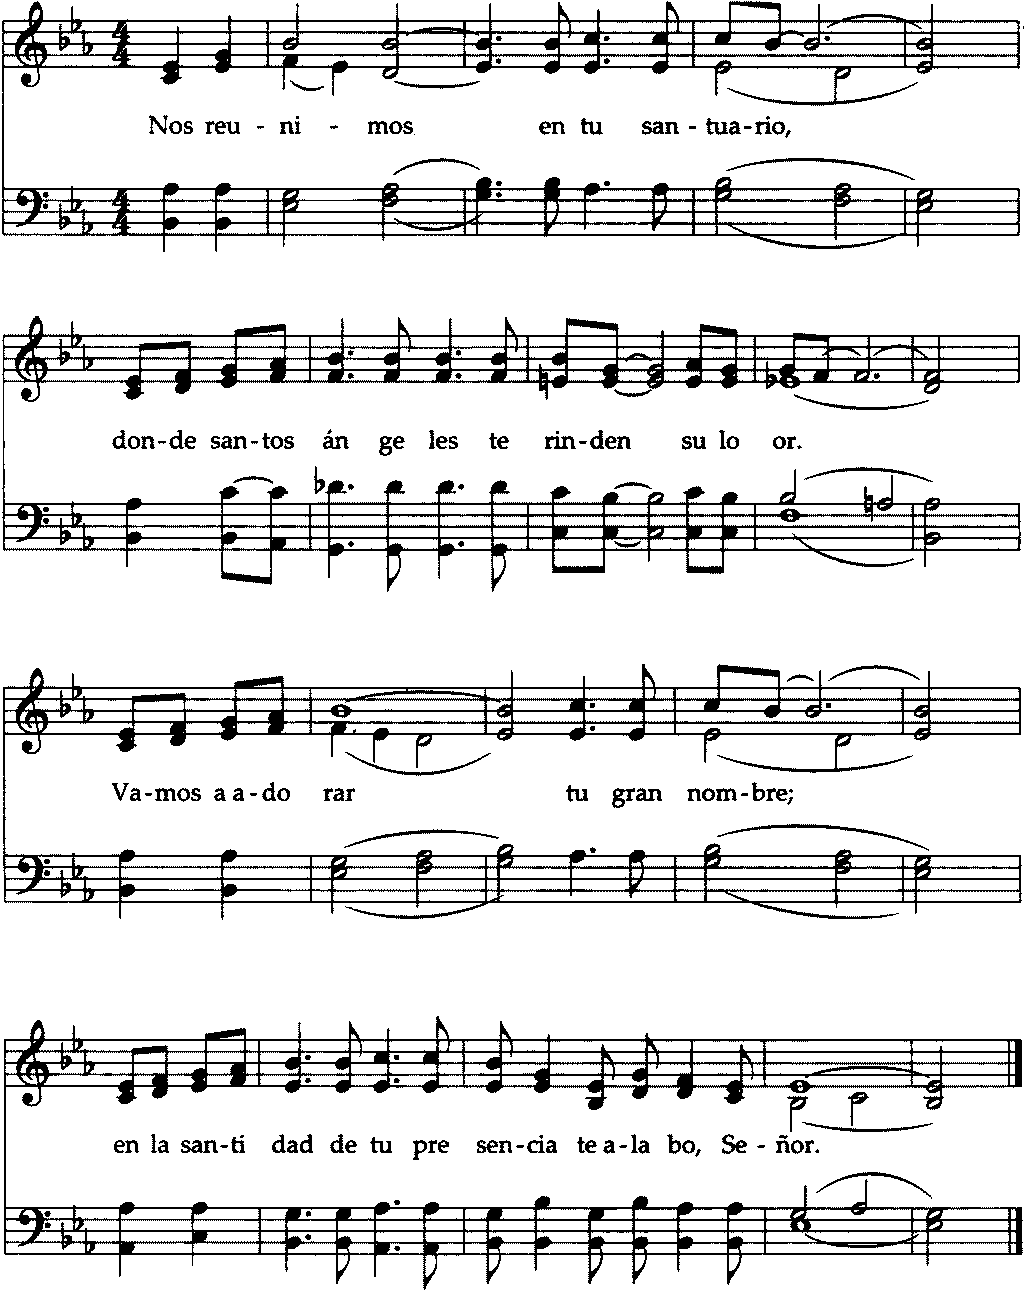 Nos reu - ni - mos en tu san - tua-rio,
don-de san-tos án ge les te rin-den su lo or.
Va-mos a a-do rar tu gran nom-bre;
en la san-ti dad de tu pre sen-cia te a-la bo, Se - ñor.